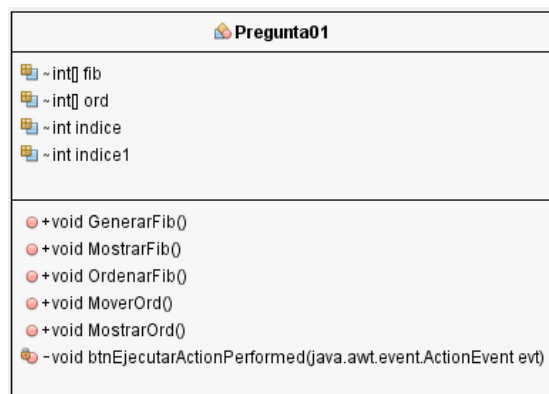 Pregunta01
~int[] fib
~int[] ord
~int indice
~int indice1
+void GenerarFib()
+void MostrarFib()
+void OrdenarFib()
+void MoverOrd()
+void MostrarOrd()
-void btnEjecutarActionPerformed(java.awt.event.ActionEvent evt)